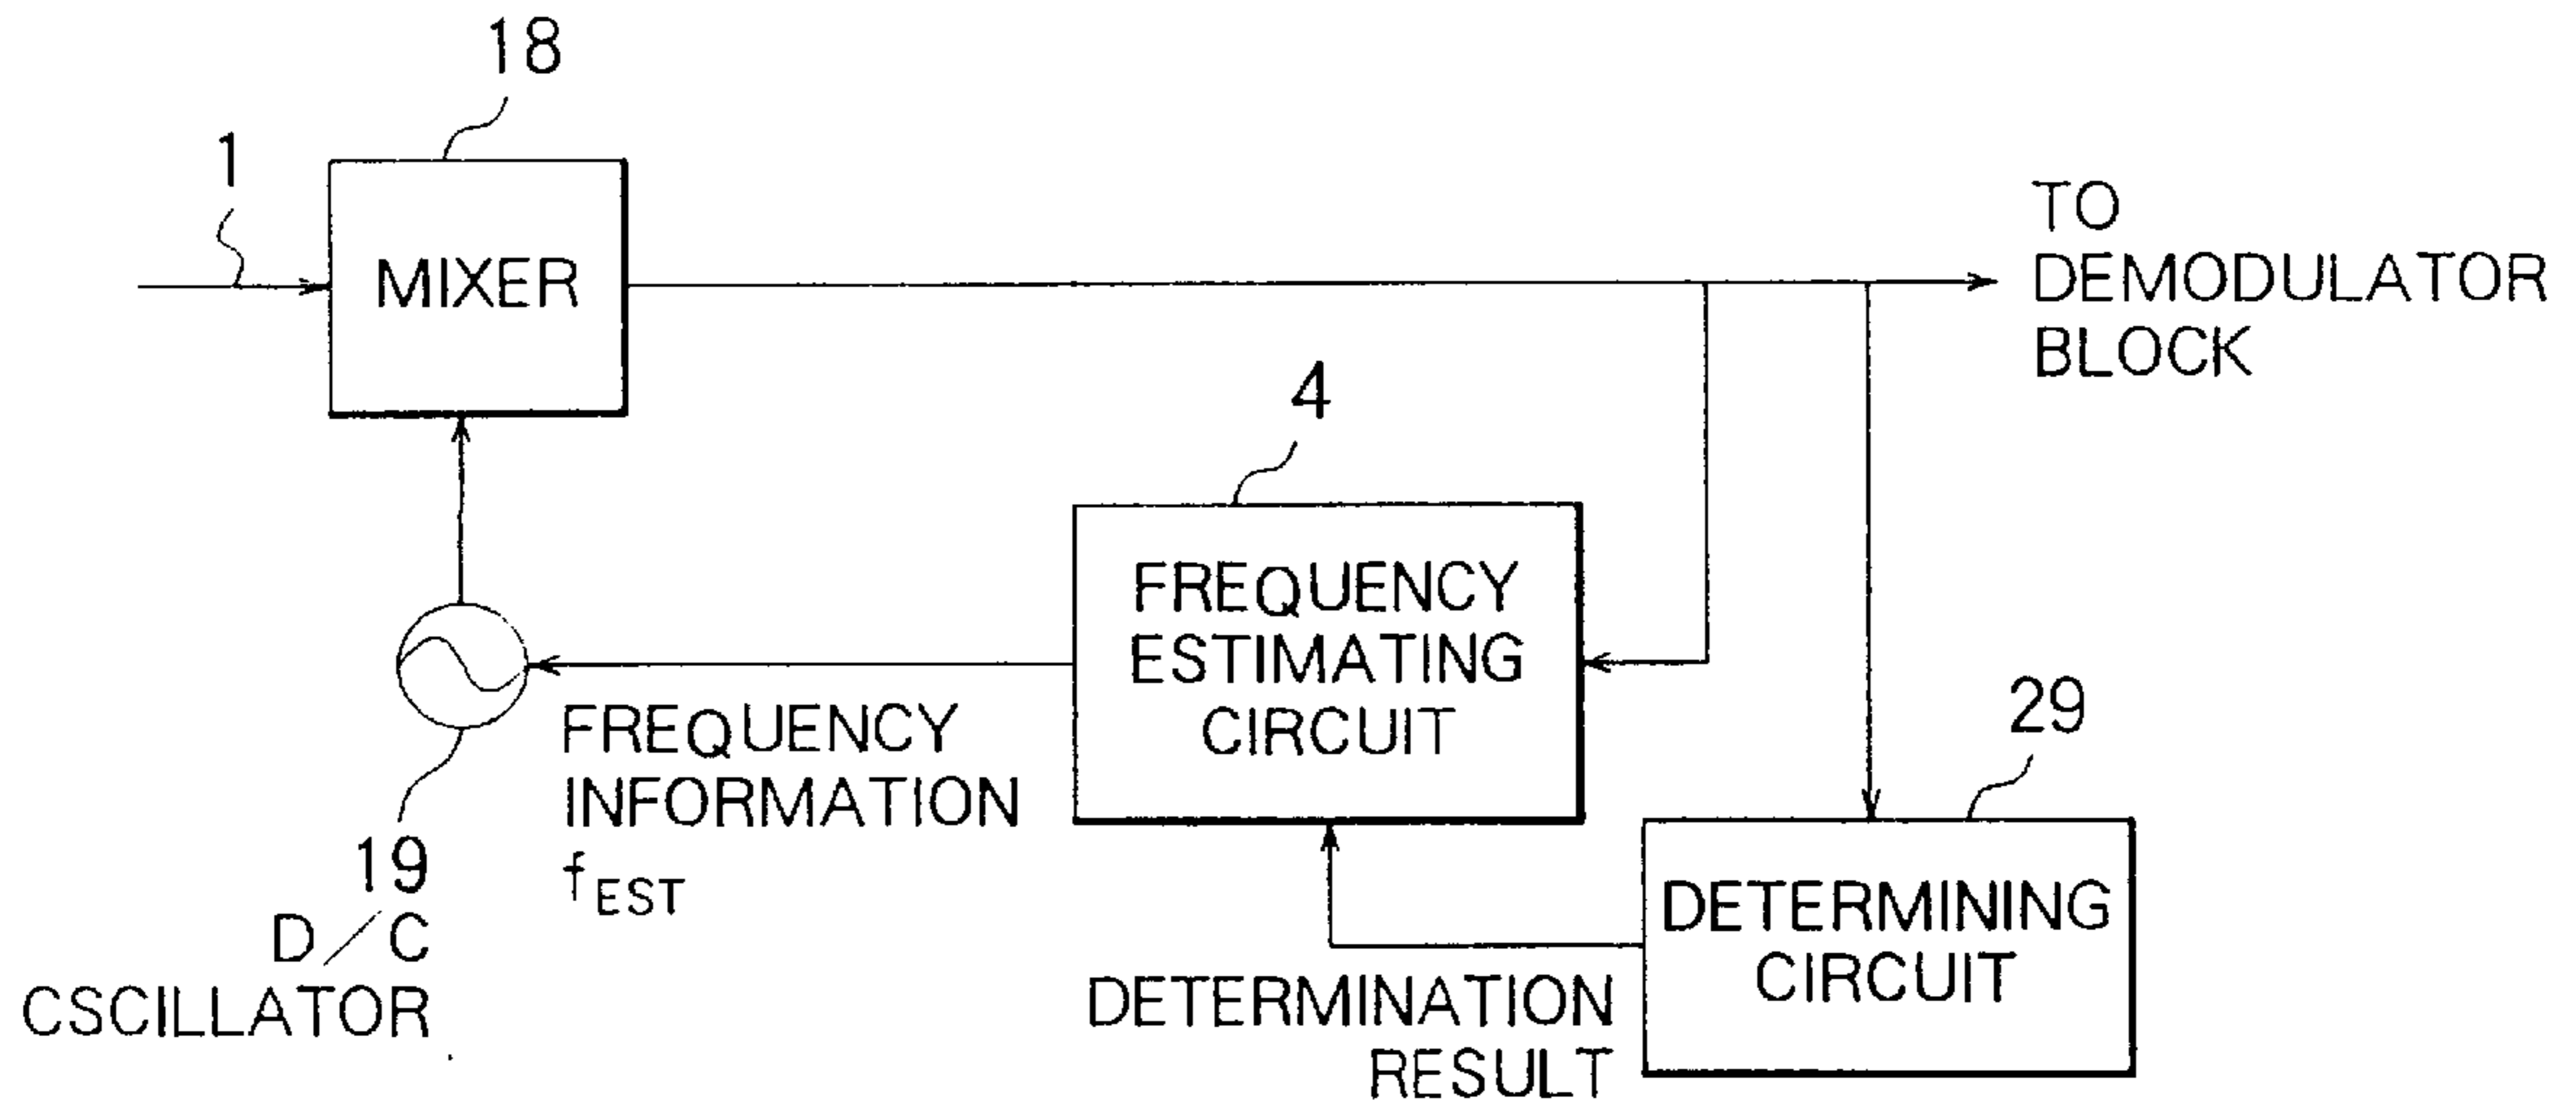 18
1
MIXER
TO
DEMODULATOR
BLOCK
4
FREQUENCY
ESTIMATING
CIRCUIT
FREQUENCY
INFORMATION
fEST
19
D/C
CSCILLATOR
29
DETERMINING
CIRCUIT
DETERMINATION
RESULT